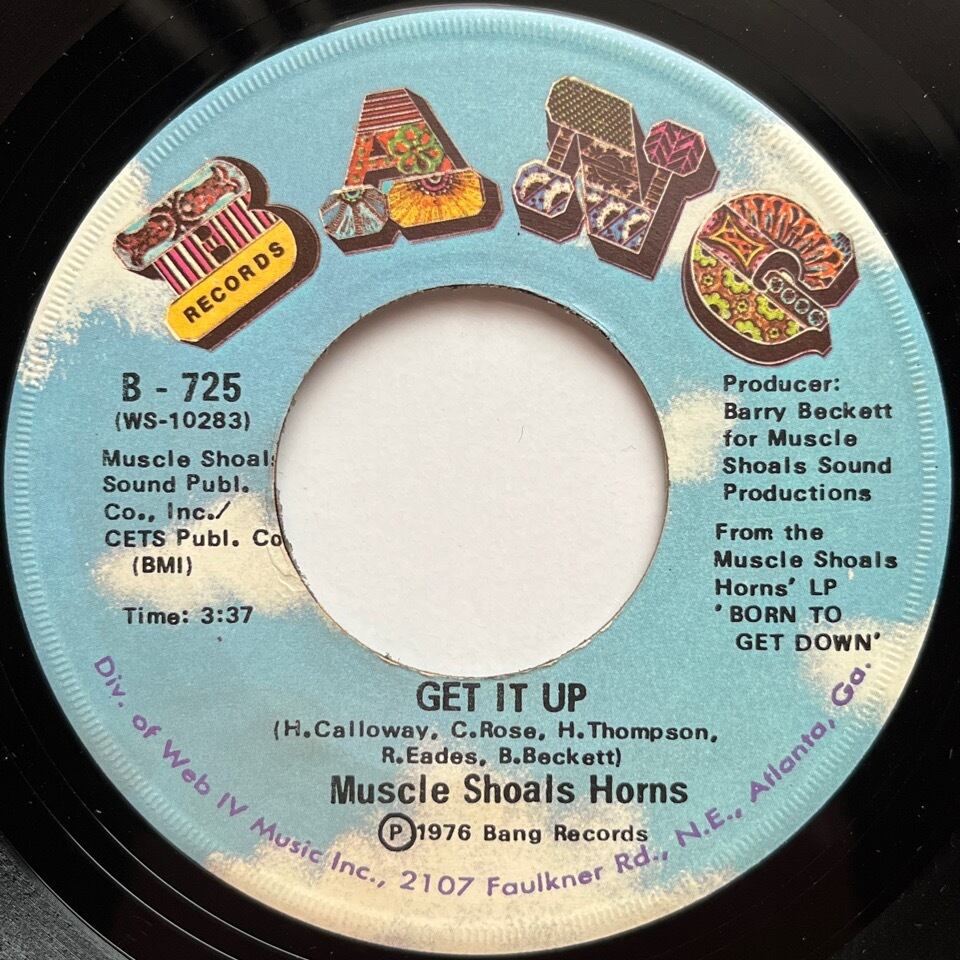 BANG
RECORDS
B - 725
(WS-10283)
Muscle Shoals
Sound Publ.
Co., Inc./
CETS Publ. Co
(BMI)
Time: 3:37
Producer:
Barry Beckett
for Muscle
Shoals Sound
Productions
From the
Muscle Shoals
Horns' LP
'BORN TO
GET DOWN'
GET IT UP
(H.Calloway, C.Rose, H.Thompson,
R.Eades, B.Beckett)
Muscle Shoals Horns
Ⓟ1976 Bang Records
Div. of Web IV Music Inc., 2107 Faulkner Rd., N.E., Atlanta, Ga.